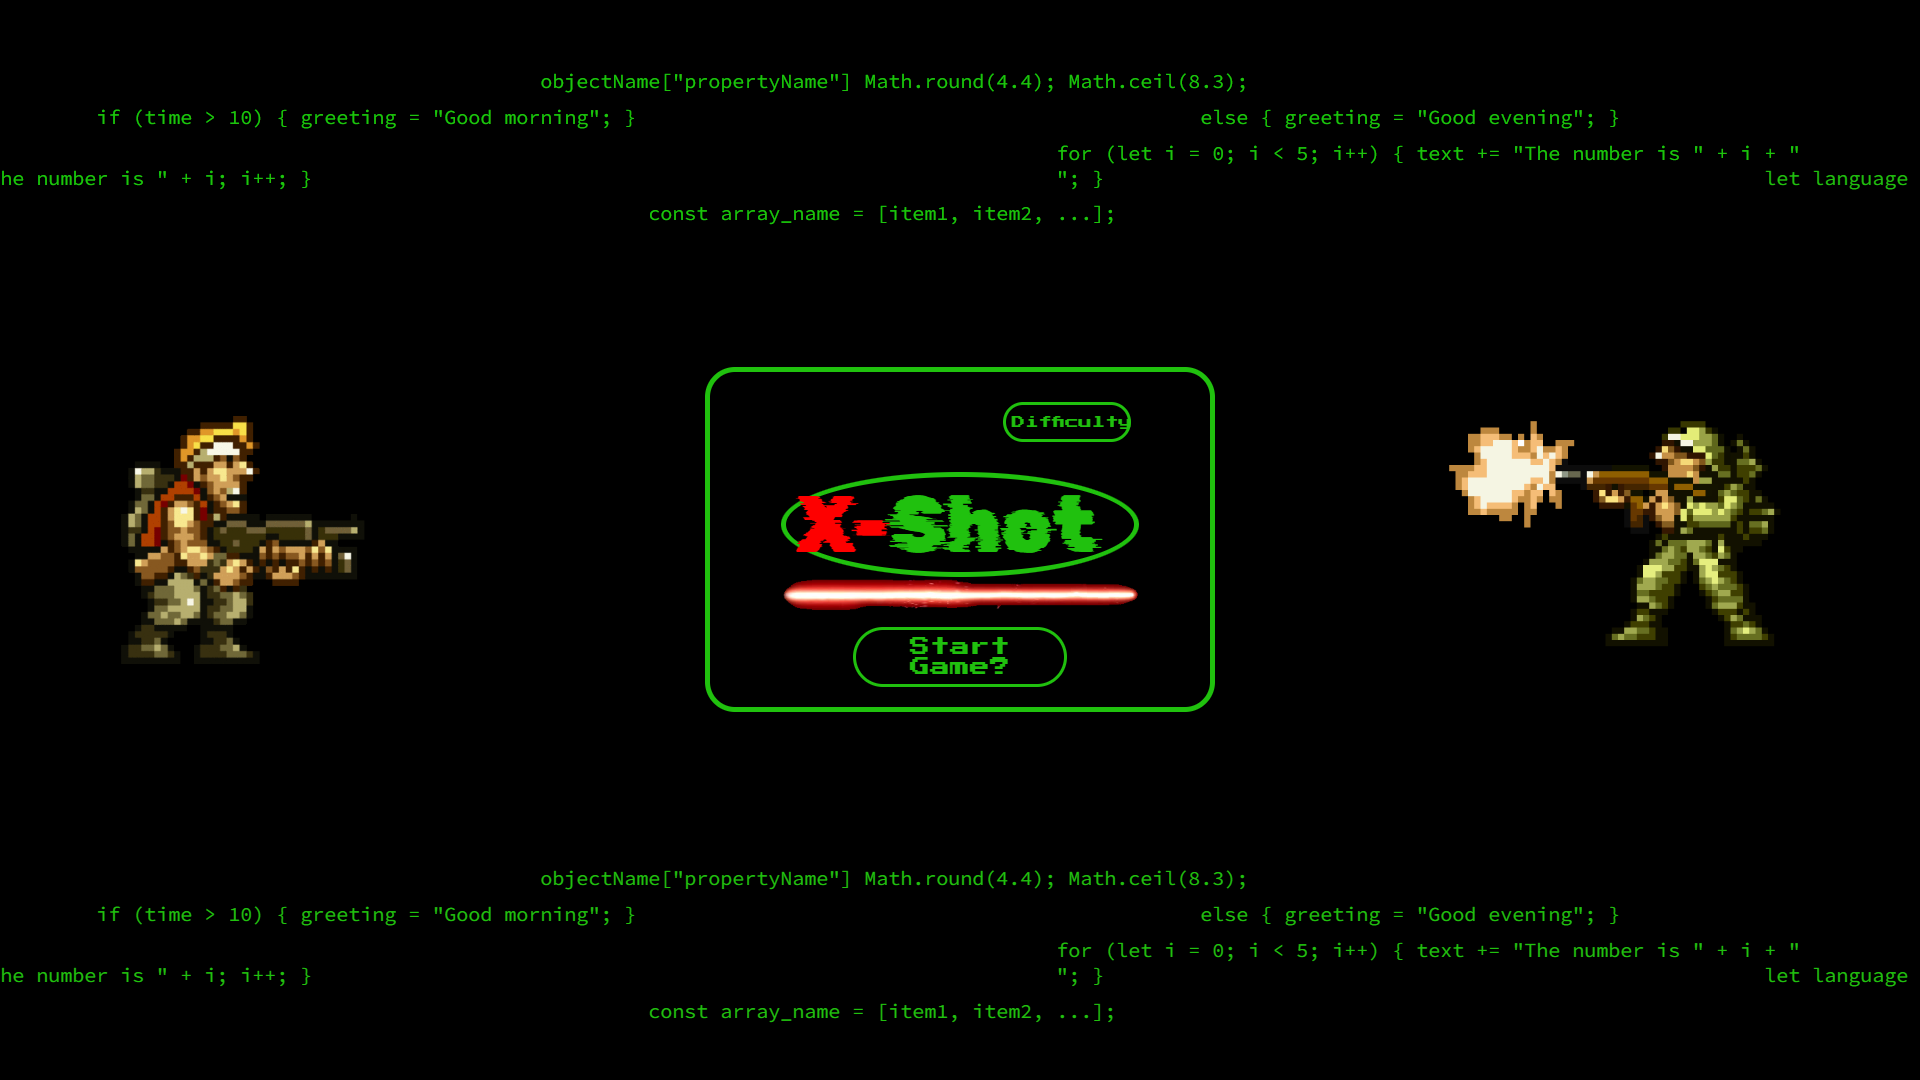 objectName["propertyName"] Math.round(4.4); Math.ceil(8.3);
if (time > 10) { greeting = "Good morning"; }
else { greeting = "Good evening"; }
for (let i = 0; i < 5; i++) { text += "The number is " + i + "
he number is " + i; i++; }
"; }
let language
const array_name = [item1, item2, ...];
Difficulty
X-Shot
Start
Game?
objectName["propertyName"] Math.round(4.4); Math.ceil(8.3);
if (time > 10) { greeting = "Good morning"; }
else { greeting = "Good evening"; }
for (let i = 0; i < 5; i++) { text += "The number is " + i + "
he number is " + i; i++; }
"; }
let language
const array_name = [item1, item2, ...];